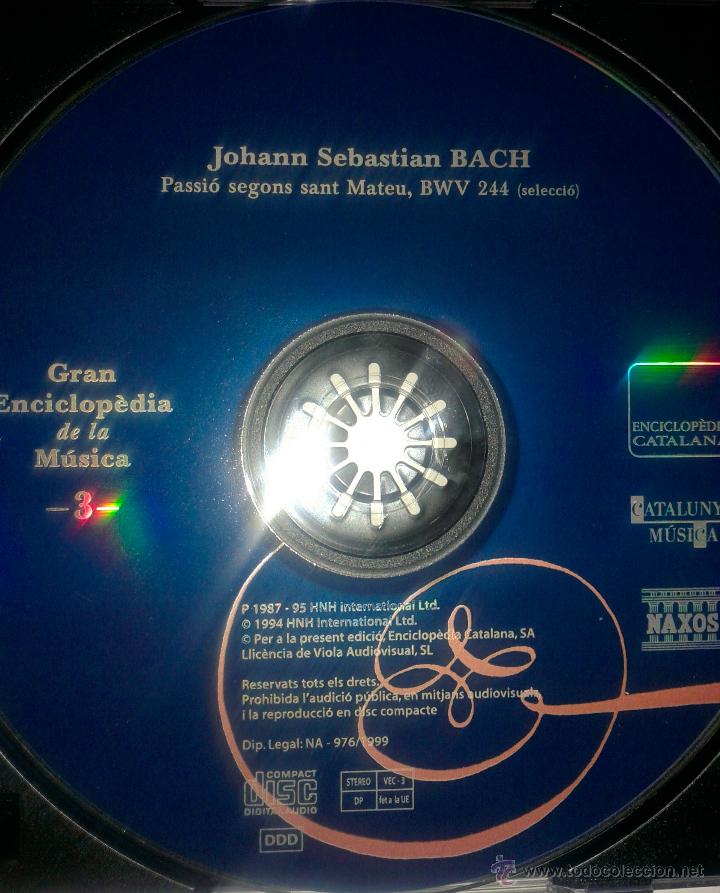 Johann Sebastian BACH
Passió segons sant Mateu, BWV 244 (selecció)
Gran
Enciclopèdia
de la
Música
-3-
ENCICLOPÈDI
CATALANA
CATALUNY
MÚSICA
NAXOS
P 1987 - 95 HNH International Ltd.
© 1994 HNH International Ltd.
© Per a la present edició, Enciclopèdia Catalana, SA
Llicència de Viola Audiovisual, SL
Reservats tots els drets.
Prohibida l'audició pública, en mitjans audiovisuals,
i la reproducció en disc compacte
Dip. Legal: NA - 976/1999
COMPACT
disc
DIGITAL AUDIO
STEREO VEC - 3
DP fet a la UE
DDD
www.todocoleccion.net